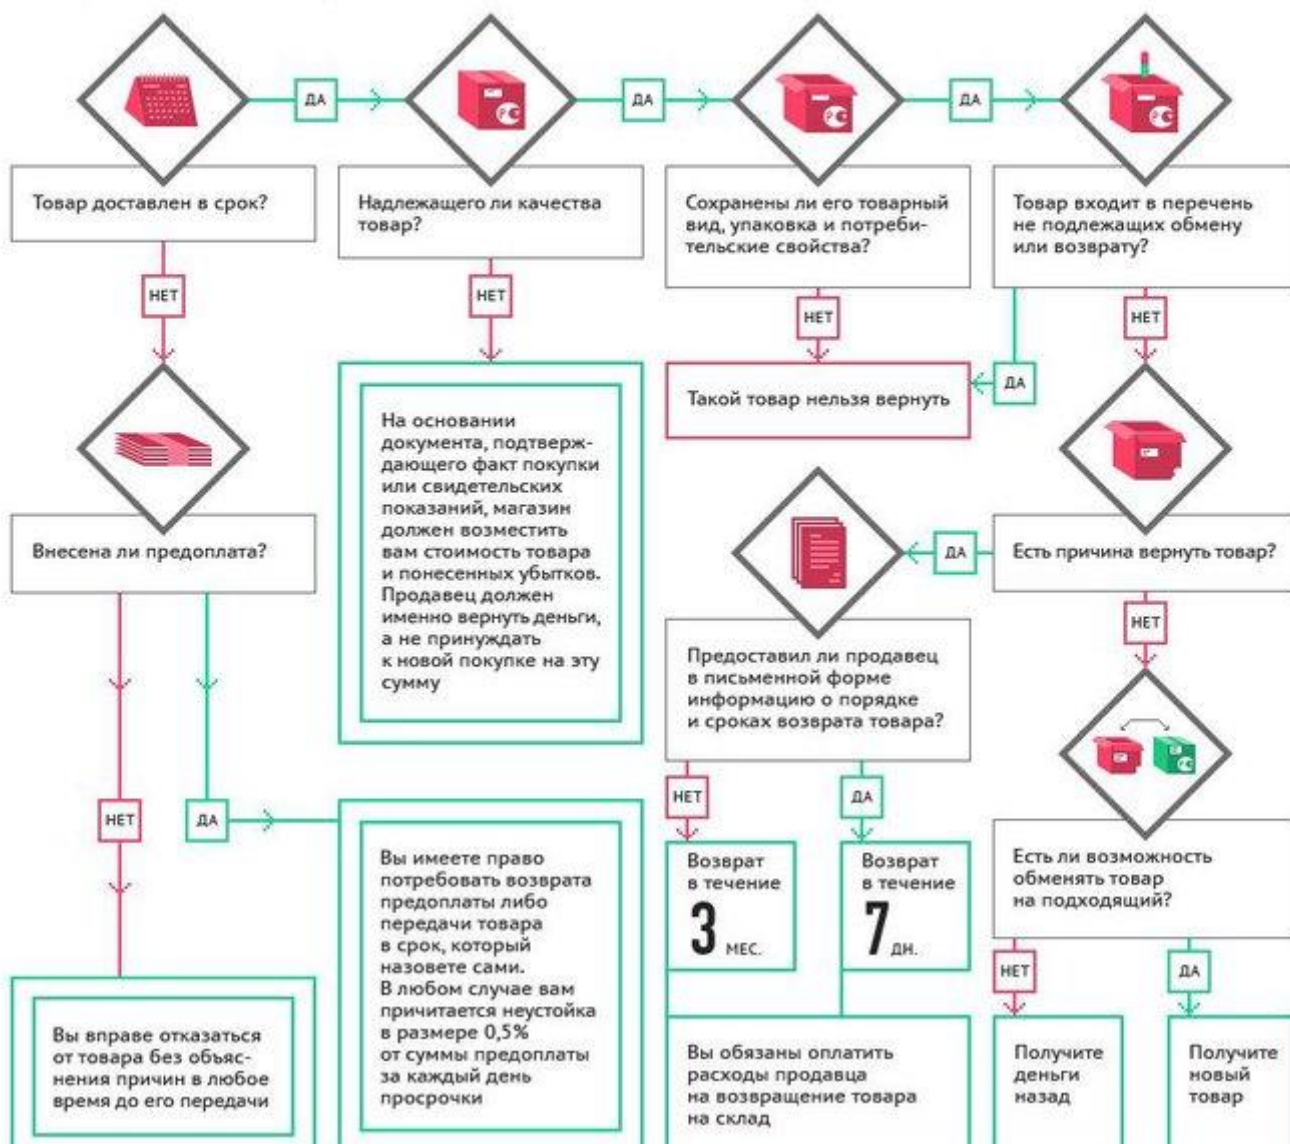 ДА
ДА
ДА
Товар доставлен в срок?
Надлежащего ли качества
товар?
Сохранены ли его товарный
вид, упаковка и потреби-
тельские свойства?
Товар входит в перечень
не подлежащих обмену
или возврату?
НЕТ
НЕТ
НЕТ
НЕТ
ДА
Такой товар нельзя вернуть
На основании
документа, подтверж-
дающего факт покупки
или свидетельских
показаний, магазин
должен возместить
вам стоимость товара
и понесенных убытков.
Продавец должен
именно вернуть деньги,
а не принуждать
к новой покупке на эту
сумму
Внесена ли предоплата?
ДА
Есть причина вернуть товар?
НЕТ
Предоставил ли продавец
в письменной форме
информацию о порядке
и сроках возврата товара?
НЕТ
ДА
НЕТ
ДА
Возврат
в течение
3 МЕС.
Возврат
в течение
7 ДН.
Есть ли возможность
обменять товар
на подходящий?
Вы имеете право
потребовать возврата
предоплаты либо
передачи товара
в срок, который
назовете сами.
В любом случае вам
причитается неустойка
в размере 0,5%
от суммы предоплаты
за каждый день
просрочки
НЕТ
ДА
Вы вправе отказаться
от товара без объяс-
нения причин в любое
время до его передачи
Вы обязаны оплатить
расходы продавца
на возвращение товара
на склад
Получите
деньги
назад
Получите
новый
товар